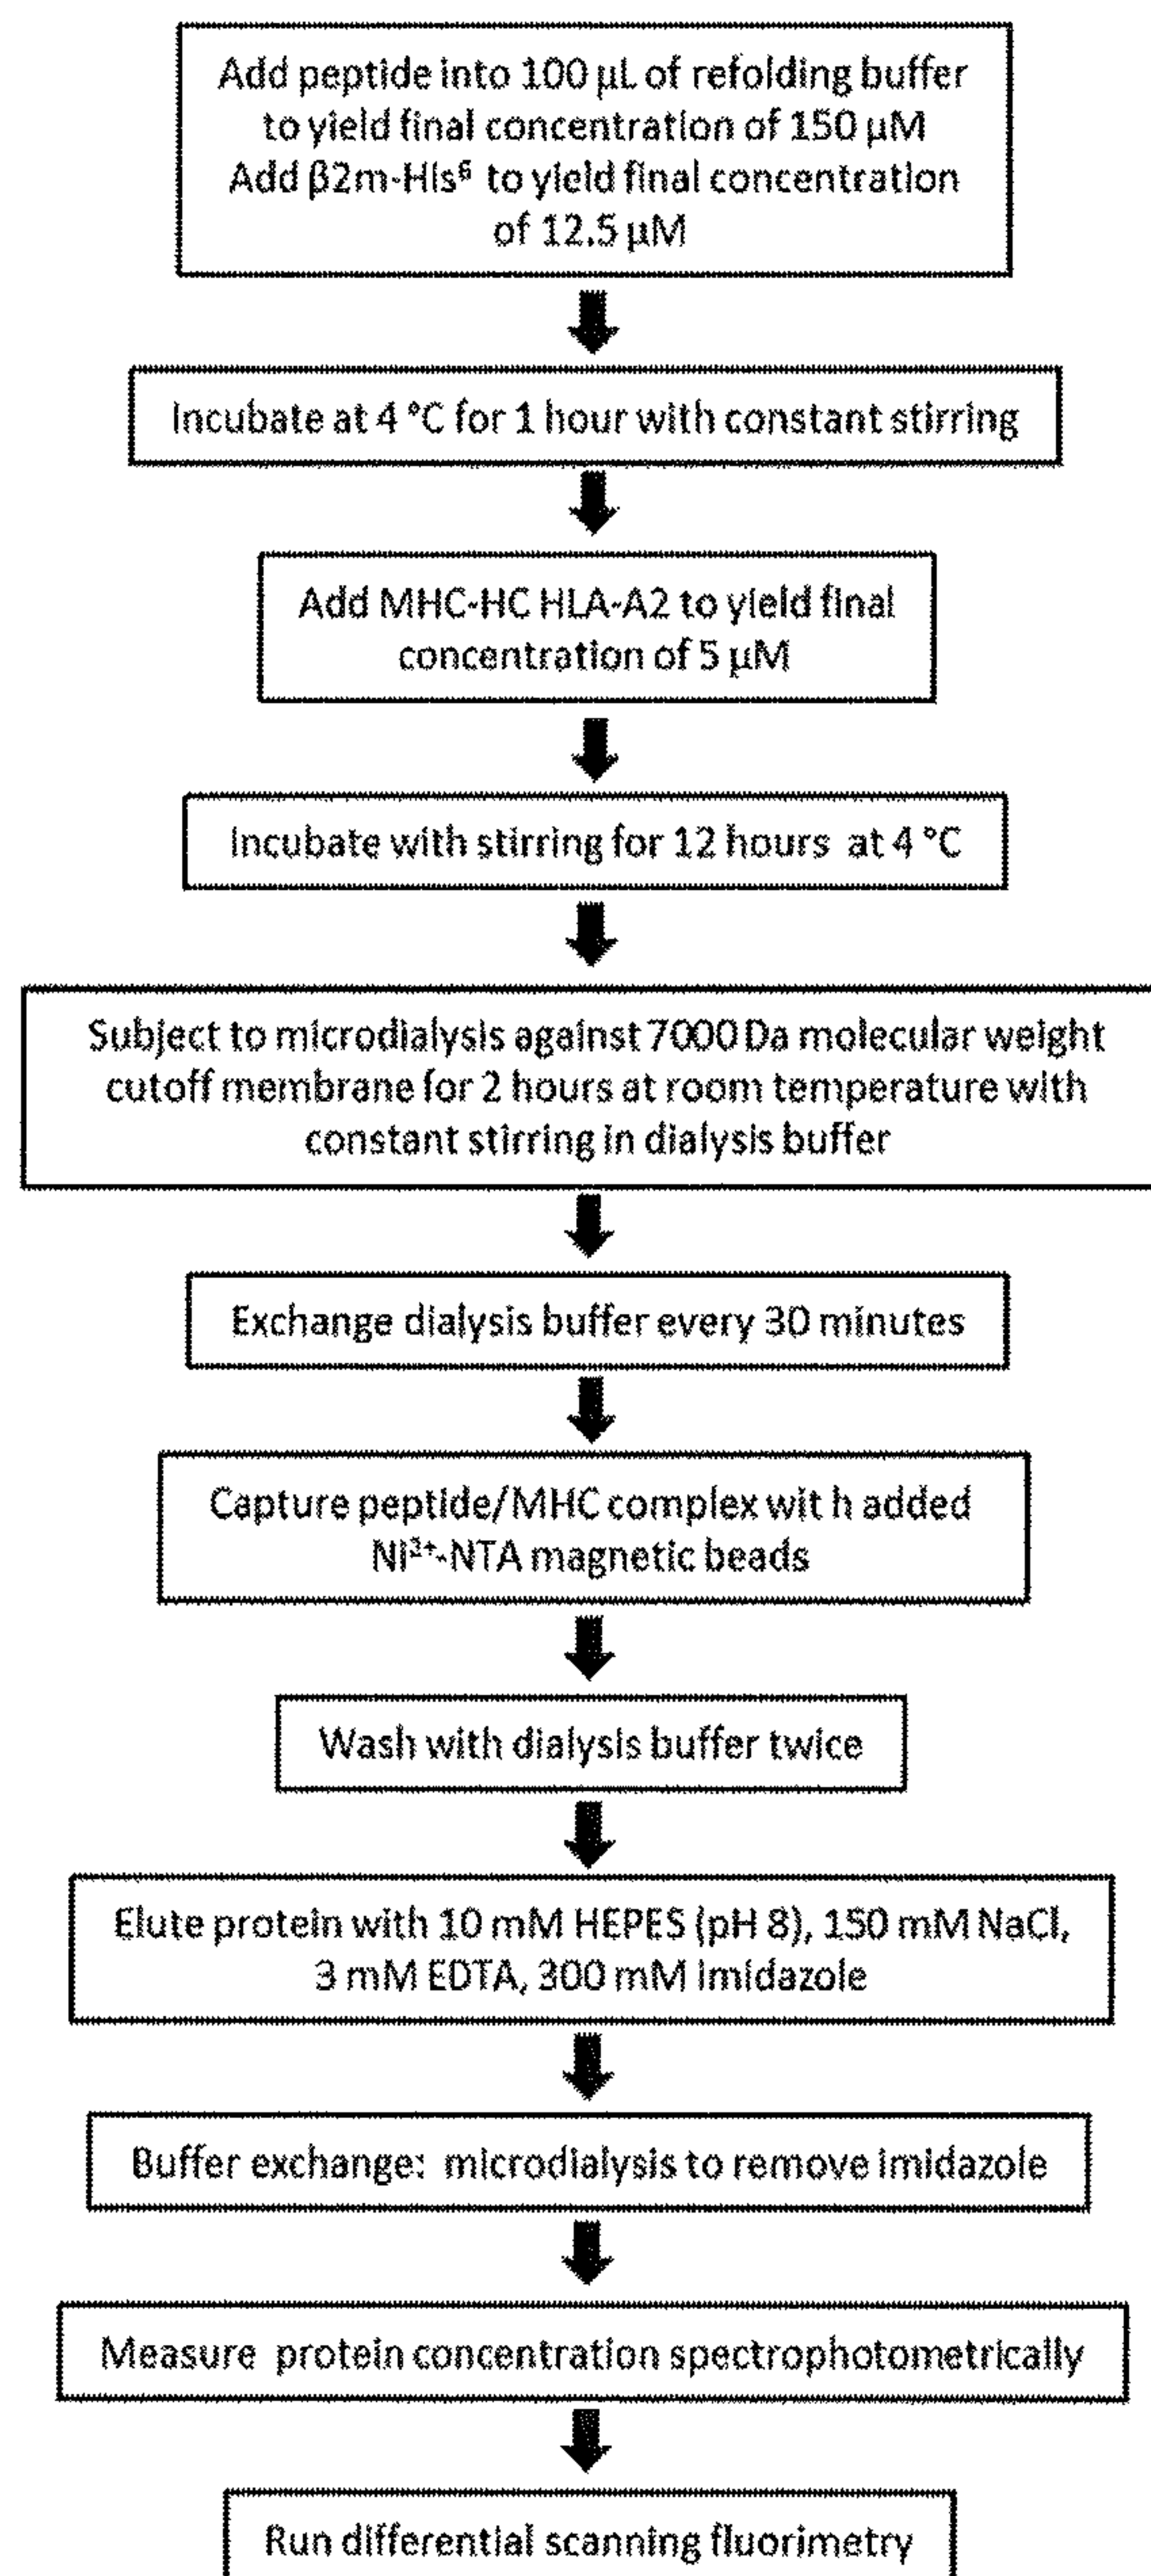 Add peptide into 100 µL of refolding buffer
to yield final concentration of 150 µM
Add β2m-His⁶ to yield final concentration
of 12.5 µM
Incubate at 4 °C for 1 hour with constant stirring
Add MHC-HC HLA-A2 to yield final
concentration of 5 µM
Incubate with stirring for 12 hours at 4 °C
Subject to microdialysis against 7000 Da molecular weight
cutoff membrane for 2 hours at room temperature with
constant stirring in dialysis buffer
Exchange dialysis buffer every 30 minutes
Capture peptide/MHC complex wit h added
Ni²⁺-NTA magnetic beads
Wash with dialysis buffer twice
Elute protein with 10 mM HEPES (pH 8), 150 mM NaCl,
3 mM EDTA, 300 mM imidazole
Buffer exchange: microdialysis to remove imidazole
Measure protein concentration spectrophotometrically
Run differential scanning fluorimetry